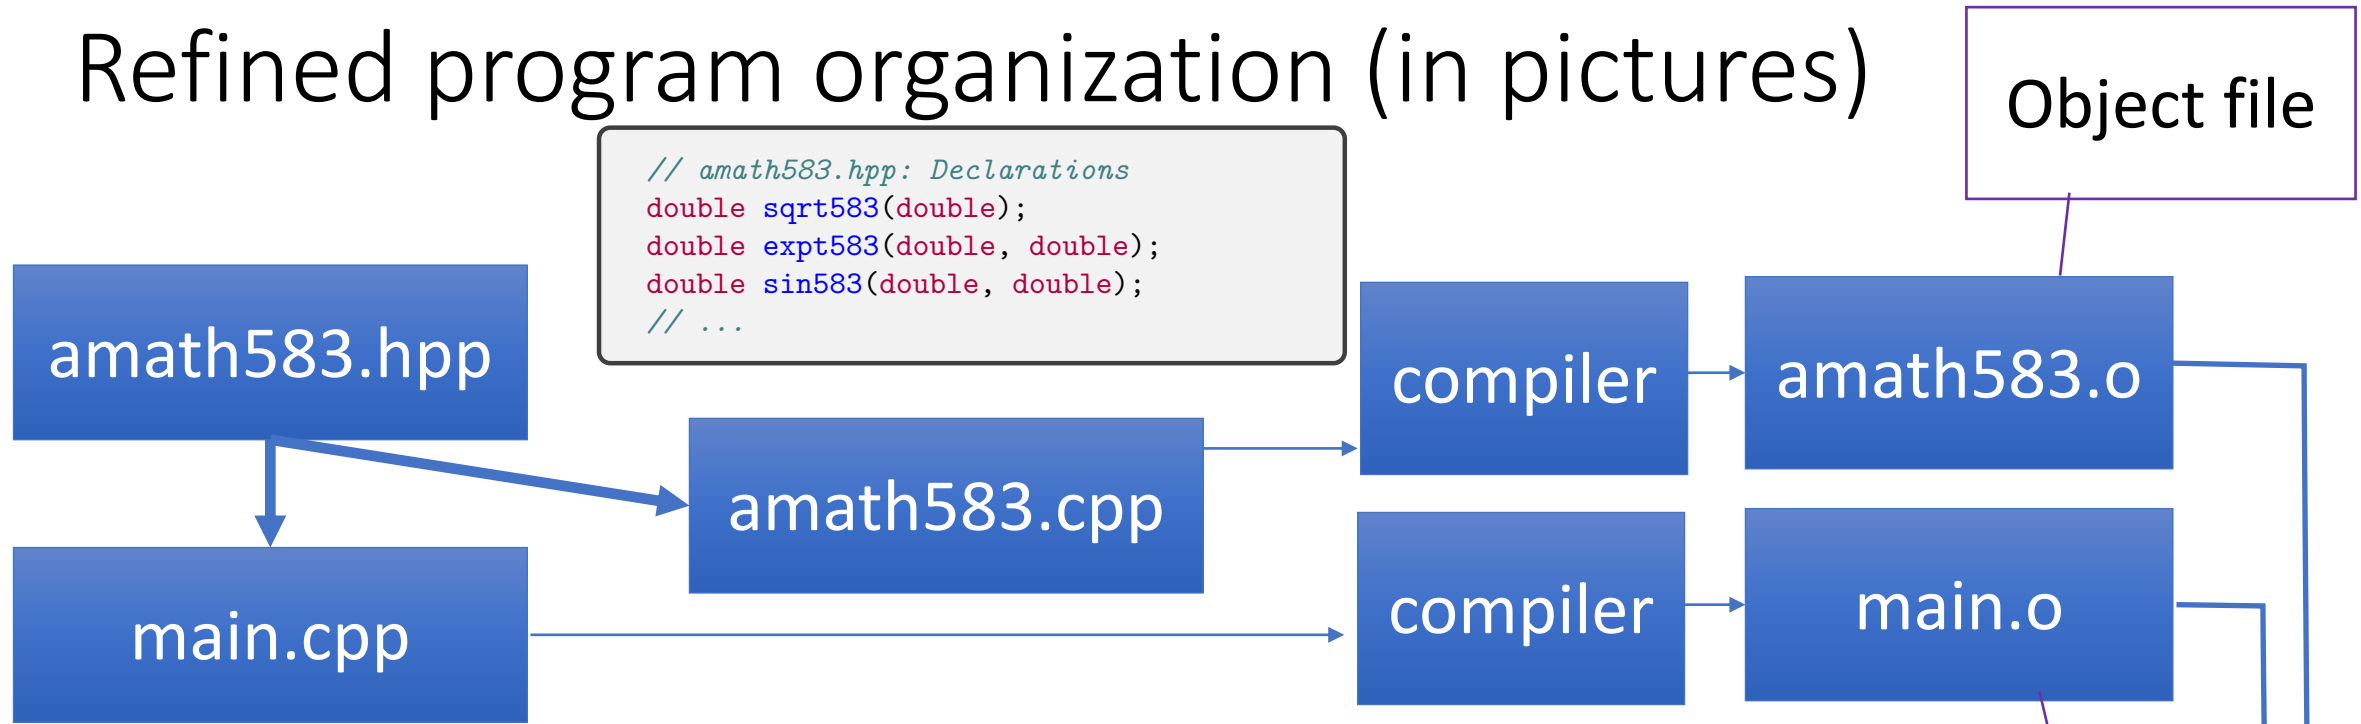 Refined program organization (in pictures)
Object file
// amath583.hpp: Declarations
double sqrt583(double);
double expt583(double, double);
double sin583(double, double);
// ...
amath583.hpp
compiler
amath583.o
amath583.cpp
main.cpp
compiler
main.o